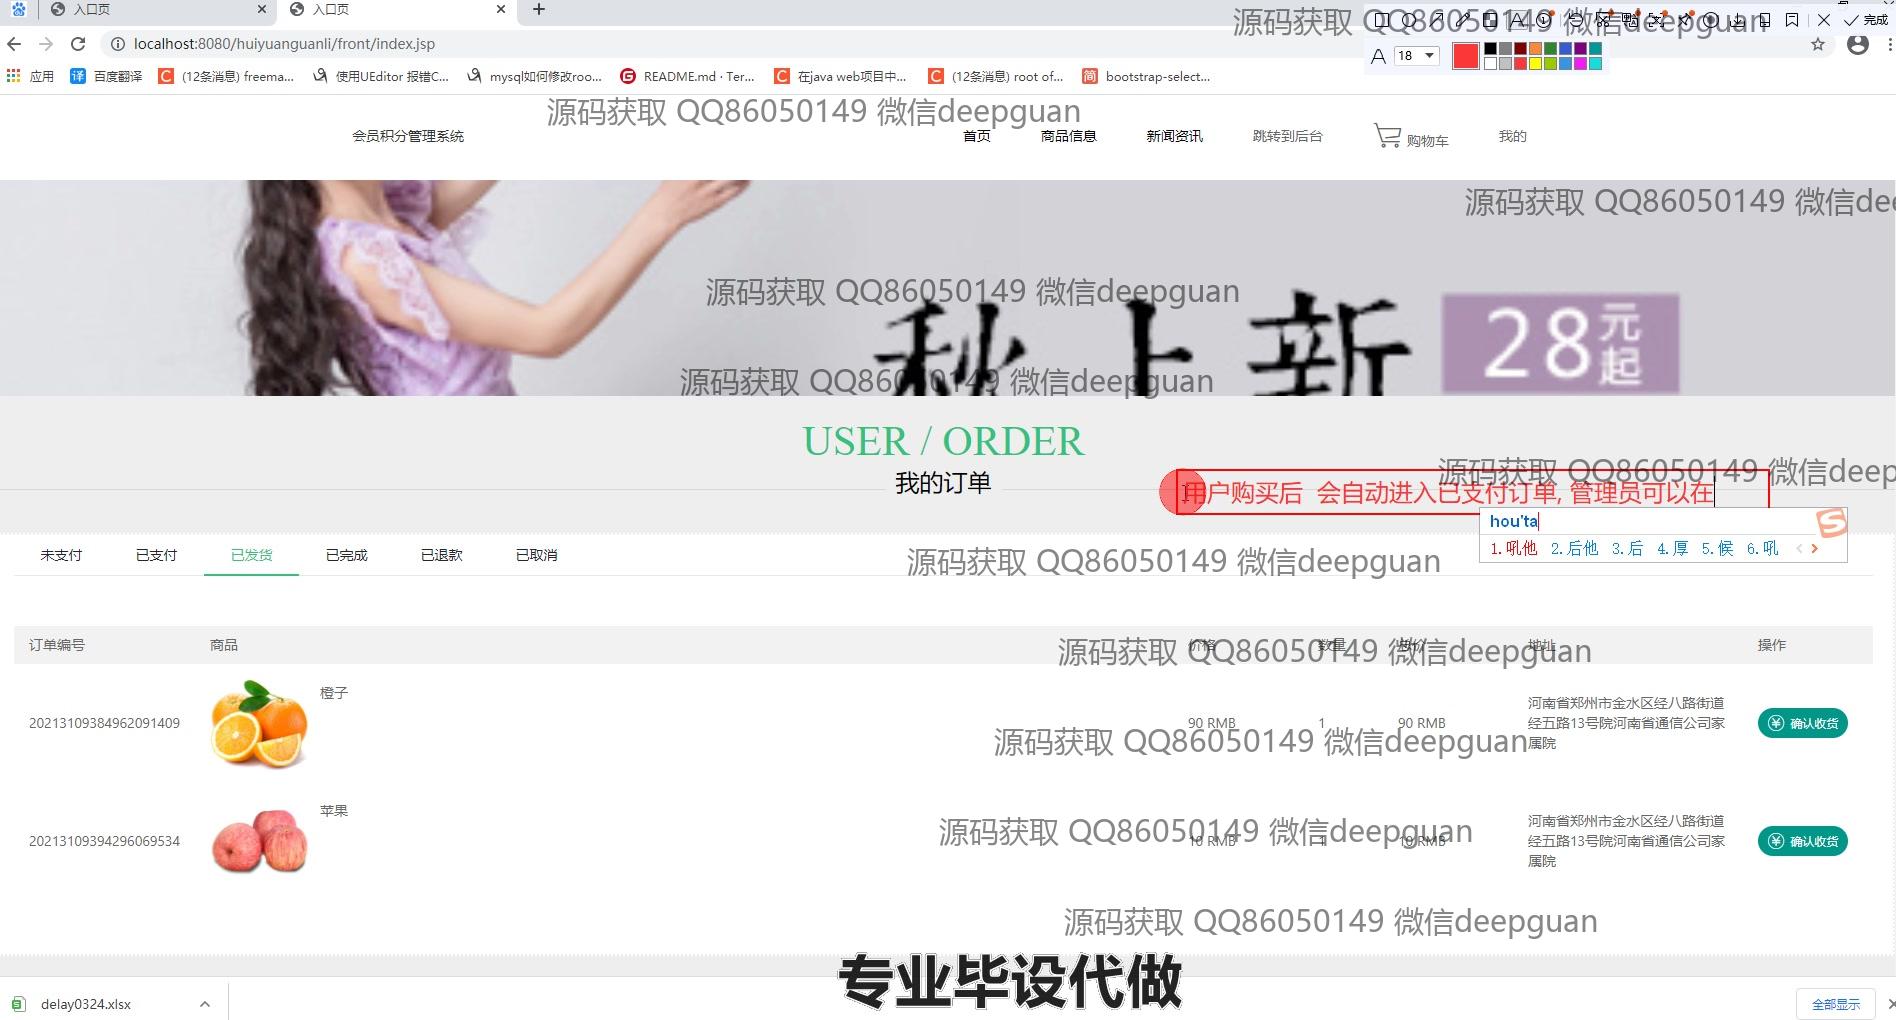 入口页
入口页
源码获取 QQ86050149 微信deepguan
完成
localhost:8080/huiyuanguanli/front/index.jsp
18
应用
百度翻译
(12条消息) freema...
使用UEditor 报错C...
mysql如何修改roo...
README.md · Ter...
在java web项目中...
(12条消息) root of...
bootstrap-select...
源码获取 QQ86050149 微信deepguan
会员积分管理系统
首页
商品信息
新闻资讯
跳转到后台
购物车
我的
源码获取 QQ86050149 微信dee
源码获取 QQ86050149 微信deepguan
秋上新
28元起
源码获取 QQ86050149 微信deepguan
USER / ORDER
我的订单
源码获取 QQ86050149 微信deep
用户购买后 会自动进入已支付订单, 管理员可以在
hou'ta
1.吼他 2.后他 3.后 4.厚 5.候 6.吼
未支付
已支付
已发货
已完成
已退款
已取消
源码获取 QQ86050149 微信deepguan
订单编号
商品
价格
数量
总价
地址
操作
源码获取 QQ86050149 微信deepguan
20213109384962091409
橙子
90 RMB
1
90 RMB
河南省郑州市金水区经八路街道
经五路13号院河南省通信公司家
属院
确认收货
源码获取 QQ86050149 微信deepguan
20213109394296069534
苹果
10 RMB
1
10 RMB
河南省郑州市金水区经八路街道
经五路13号院河南省通信公司家
属院
确认收货
源码获取 QQ86050149 微信deepguan
源码获取 QQ86050149 微信deepguan
专业毕设代做
delay0324.xlsx
全部显示